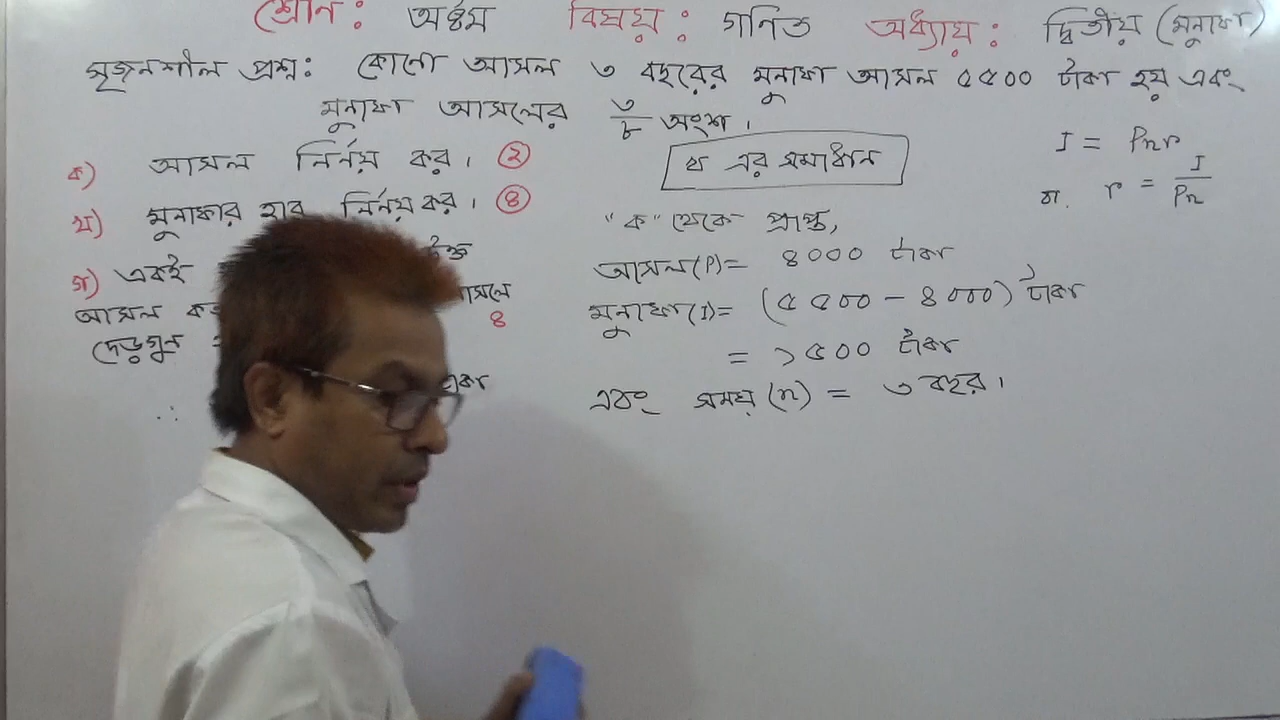 শ্রেণি: অষ্টম বিষয়: গণিত অধ্যায়: দ্বিতীয় (মুনাফা)
সৃজনশীল প্রশ্ন: কোনো আসল ৩ বছরের মুনাফা আসল ৫৫০০ টাকা হয় এবং
মুনাফা আসলের ৩/৮ অংশ।
ক) আসল নির্ণয় কর। ২
খ) মুনাফার হার নির্ণয় কর। ৪
গ) একই
আসল
দেড়গুন
৪
খ এর সমাধান
I = Pnr
বা. r = I/Pn
"ক" থেকে প্রাপ্ত,
আসল(P)= ৪০০০ টাকা
মুনাফা(I)= (৫৫০০ - ৪০০০) টাকা
= ১৫০০ টাকা
এবং সময় (n) = ৩ বছর।
∴